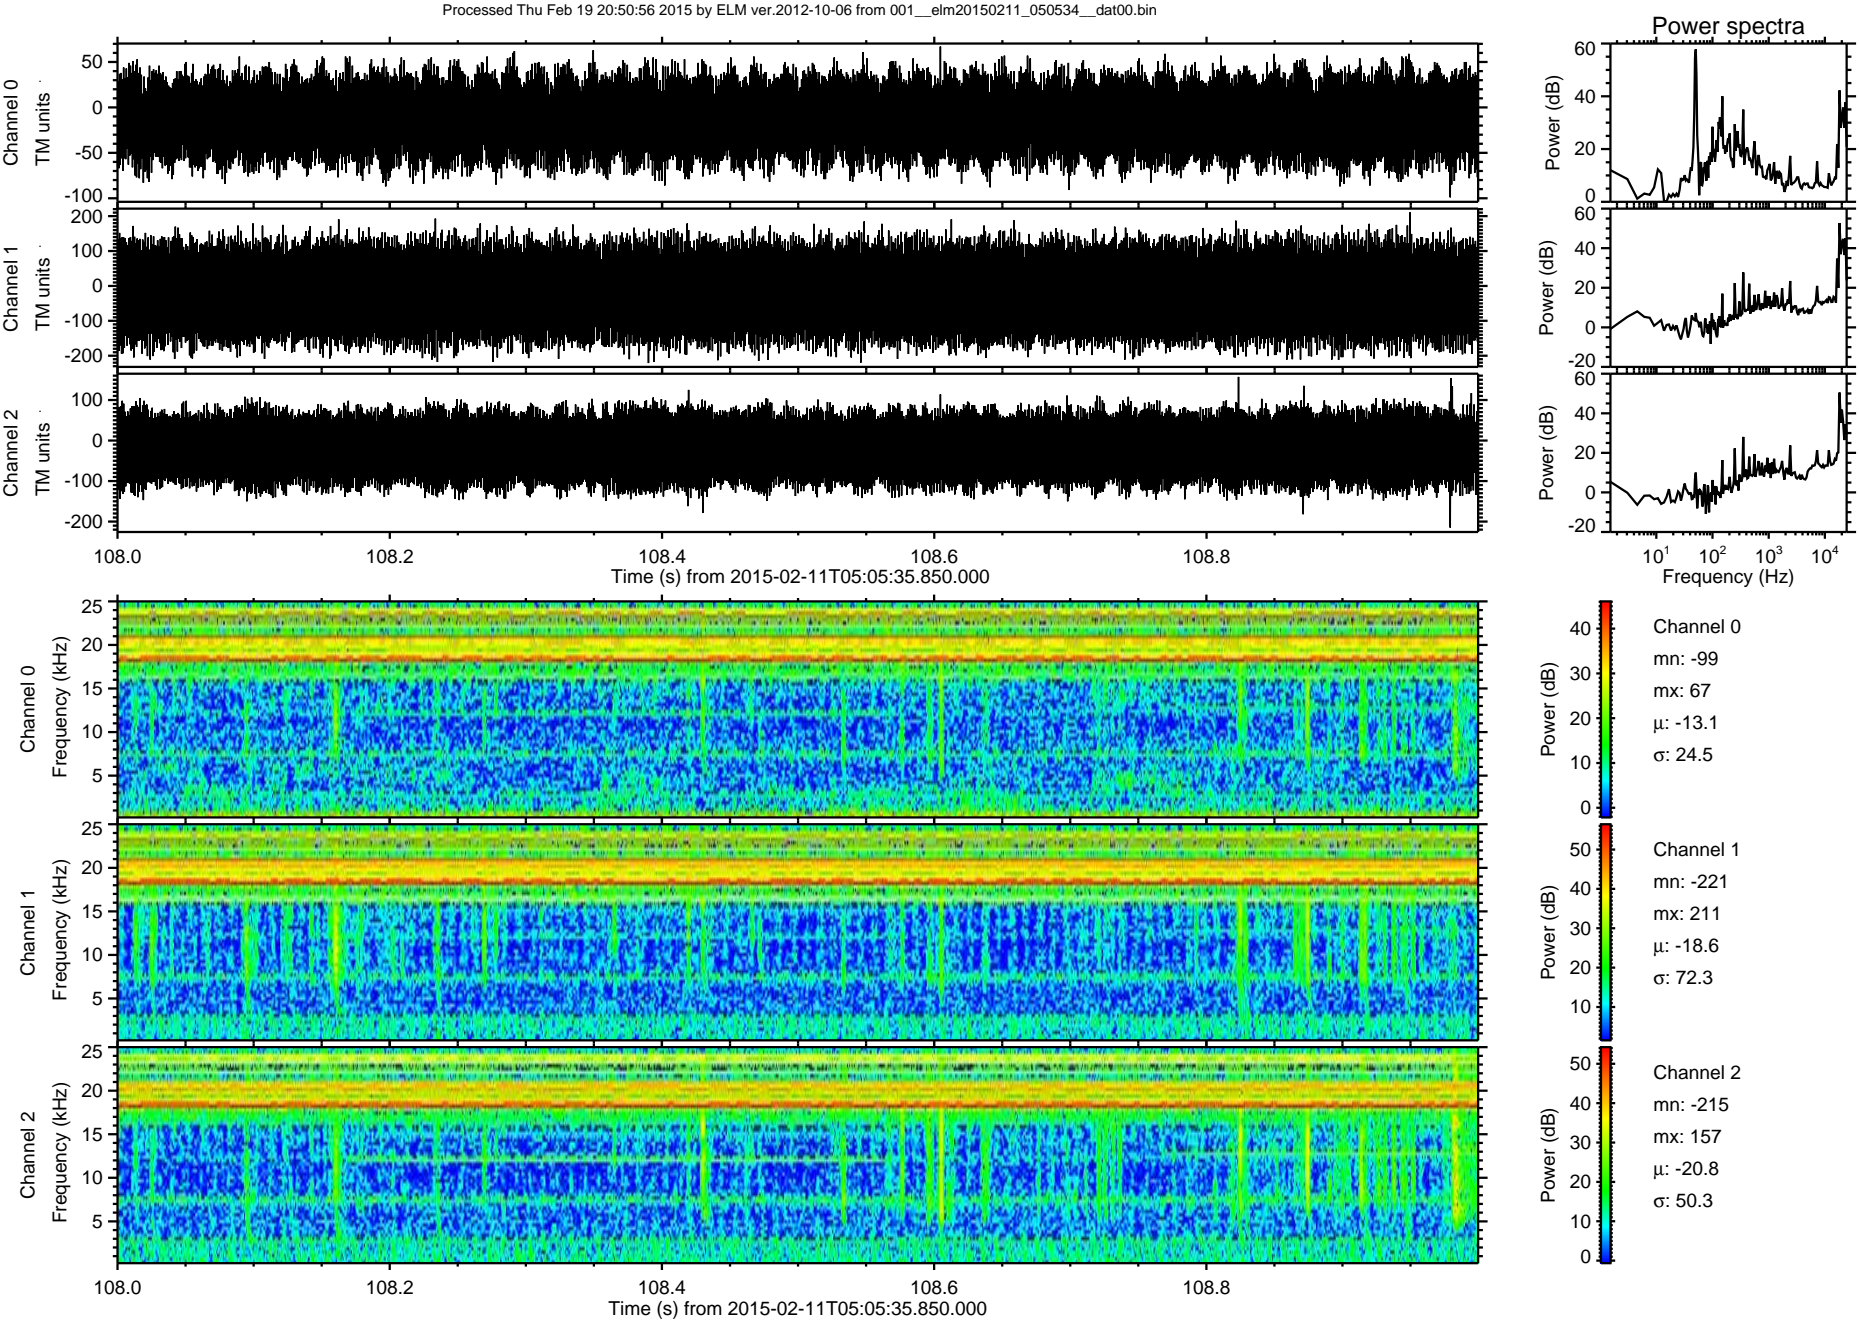 Processed Thu Feb 19 20:50:56 2015 by ELM ver.2012-10-06 from 001__elm20150211_050534__dat00.bin
Power spectra
Channel 0
TM units
50
0
-50
-100
Power (dB)
60
40
20
0
Channel 1
TM units
200
100
0
-100
-200
Power (dB)
60
40
20
0
-20
Channel 2
TM units
100
0
-100
-200
Power (dB)
60
40
20
0
-20
108.0 108.2 108.4 108.6 108.8
Time (s) from 2015-02-11T05:05:35.850.000
10^1 10^2 10^3 10^4
Frequency (Hz)
Channel 0
Frequency (kHz)
25
20
15
10
5
Power (dB)
40
30
20
10
0
Channel 0
mn: -99
mx: 67
μ: -13.1
σ: 24.5
Channel 1
Frequency (kHz)
25
20
15
10
5
Power (dB)
50
40
30
20
10
Channel 1
mn: -221
mx: 211
μ: -18.6
σ: 72.3
Channel 2
Frequency (kHz)
25
20
15
10
5
Power (dB)
50
40
30
20
10
0
Channel 2
mn: -215
mx: 157
μ: -20.8
σ: 50.3
108.0 108.2 108.4 108.6 108.8
Time (s) from 2015-02-11T05:05:35.850.000